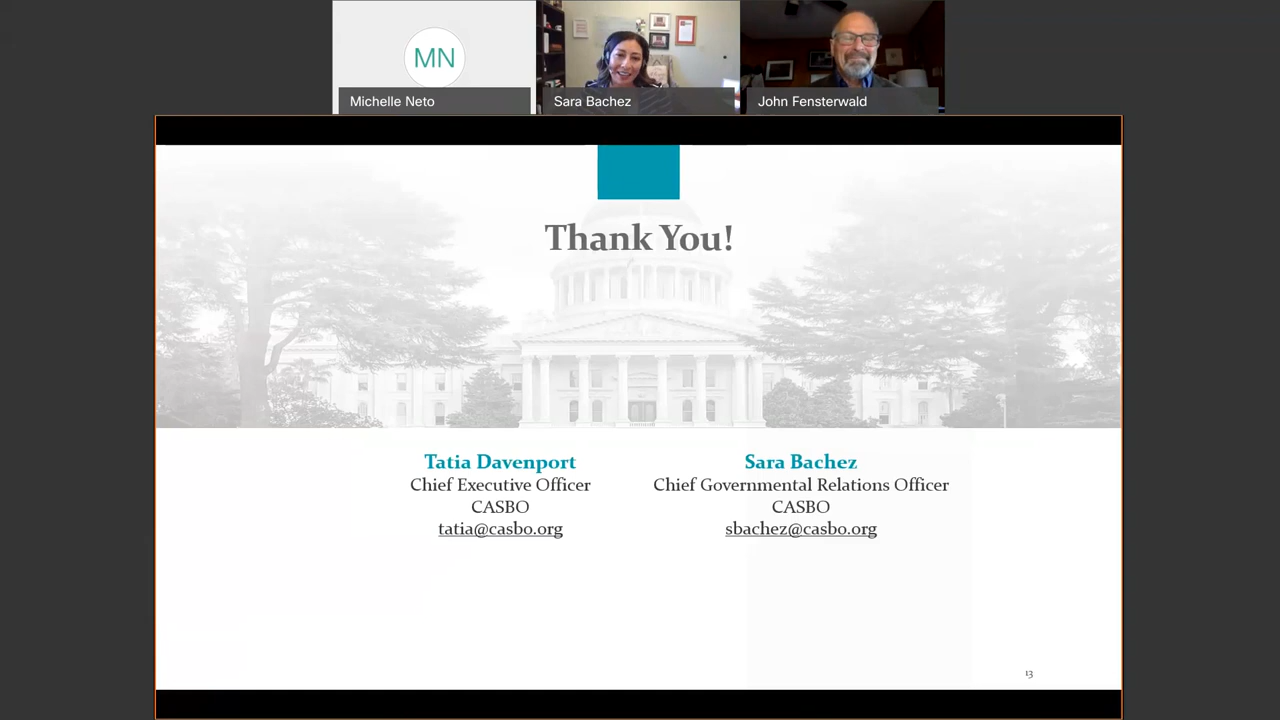 MN
Michelle Neto
Sara Bachez
John Fensterwald
Thank You!
Tatia Davenport
Chief Executive Officer
CASBO
tatia@casbo.org
Sara Bachez
Chief Governmental Relations Officer
CASBO
sbachez@casbo.org
13